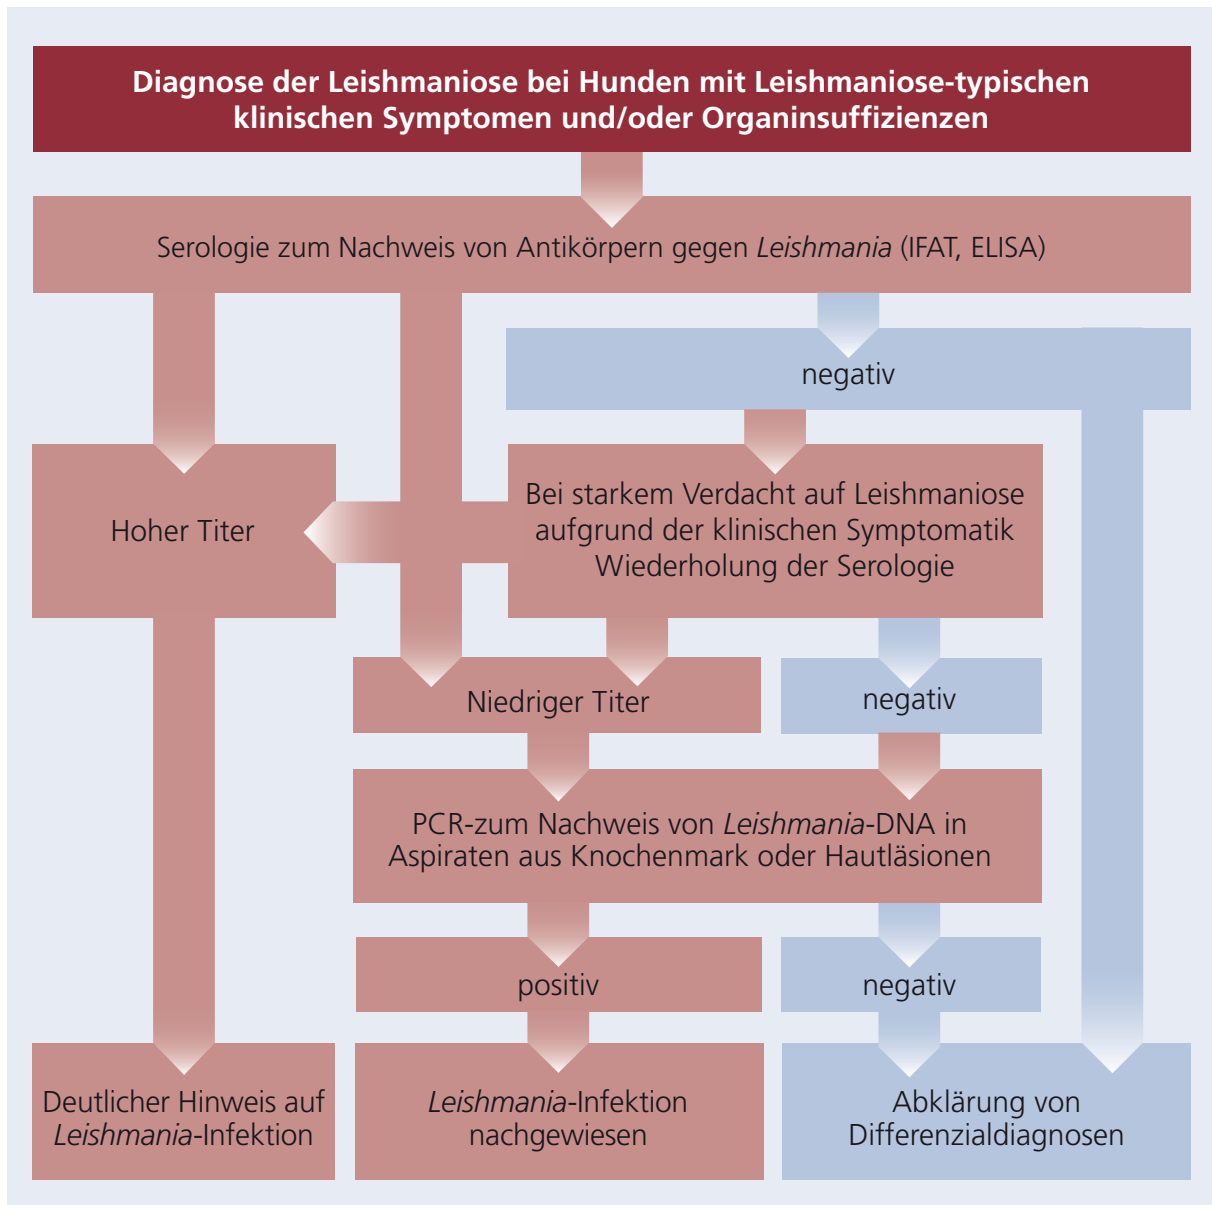 Diagnose der Leishmaniose bei Hunden mit Leishmaniose-typischen
klinischen Symptomen und/oder Organinsuffizienzen
Serologie zum Nachweis von Antikörpern gegen Leishmania (IFAT, ELISA)
negativ
Bei starkem Verdacht auf Leishmaniose
aufgrund der klinischen Symptomatik
Wiederholung der Serologie
Hoher Titer
Niedriger Titer
negativ
PCR-zum Nachweis von Leishmania-DNA in
Aspiraten aus Knochenmark oder Hautläsionen
positiv
negativ
Deutlicher Hinweis auf
Leishmania-Infektion
Leishmania-Infektion
nachgewiesen
Abklärung von
Differenzialdiagnosen